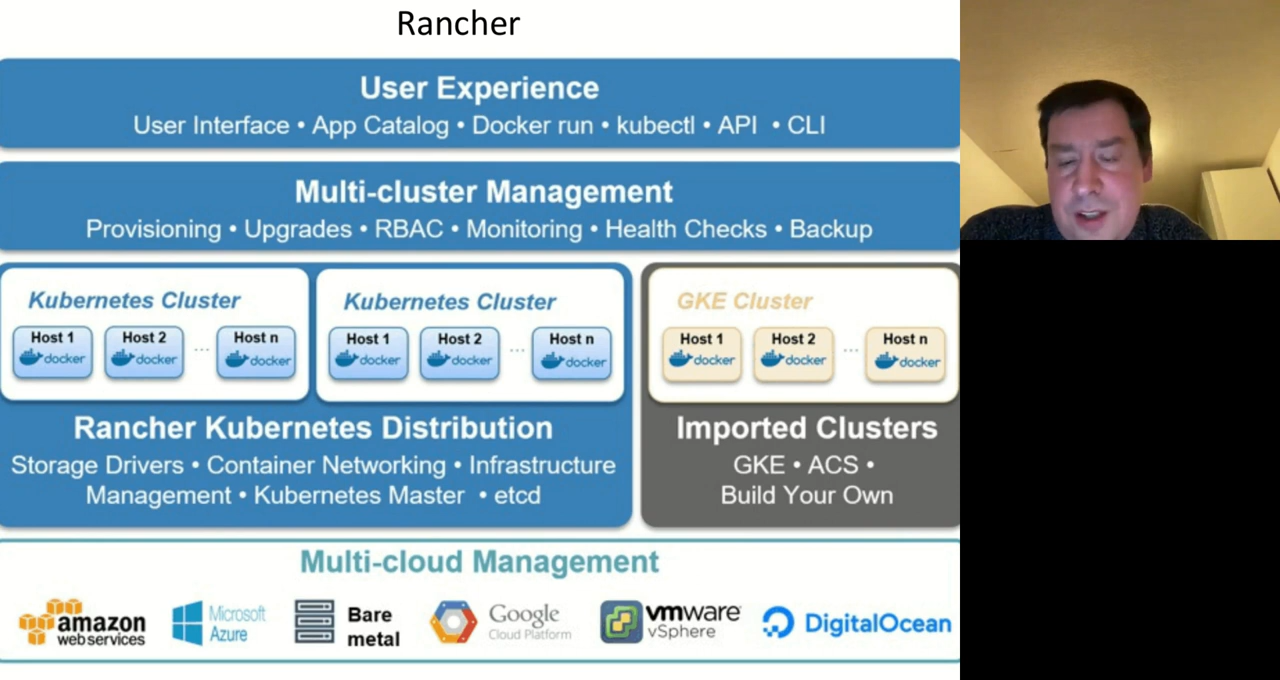 Rancher
User Experience
User Interface • App Catalog • Docker run • kubectl • API • CLI
Multi-cluster Management
Provisioning • Upgrades • RBAC • Monitoring • Health Checks • Backup
Kubernetes Cluster
Host 1
docker
Host 2
docker
...
Host n
docker
Kubernetes Cluster
Host 1
docker
Host 2
docker
...
Host n
docker
GKE Cluster
Host 1
docker
Host 2
docker
...
Host n
docker
Rancher Kubernetes Distribution
Storage Drivers • Container Networking • Infrastructure
Management • Kubernetes Master • etcd
Imported Clusters
GKE • ACS •
Build Your Own
Multi-cloud Management
amazon
web services
Microsoft
Azure
Bare
metal
Google
Cloud Platform
vmware
vSphere
DigitalOcean